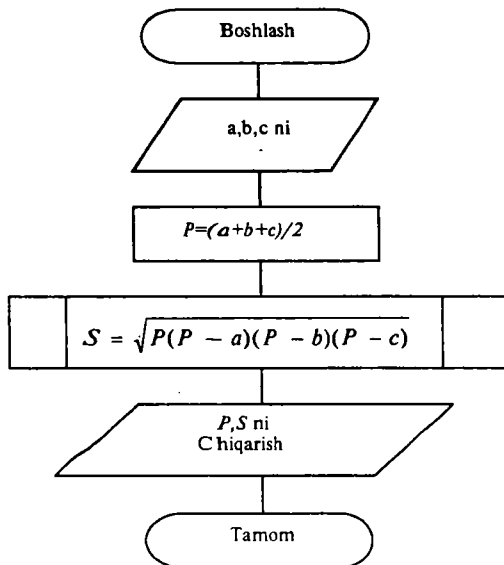 Boshlash
a,b,c ni
P=(a+b+c)/2
S = √P(P − a)(P − b)(P − c)
P,S ni
Chiqarish
Tamom